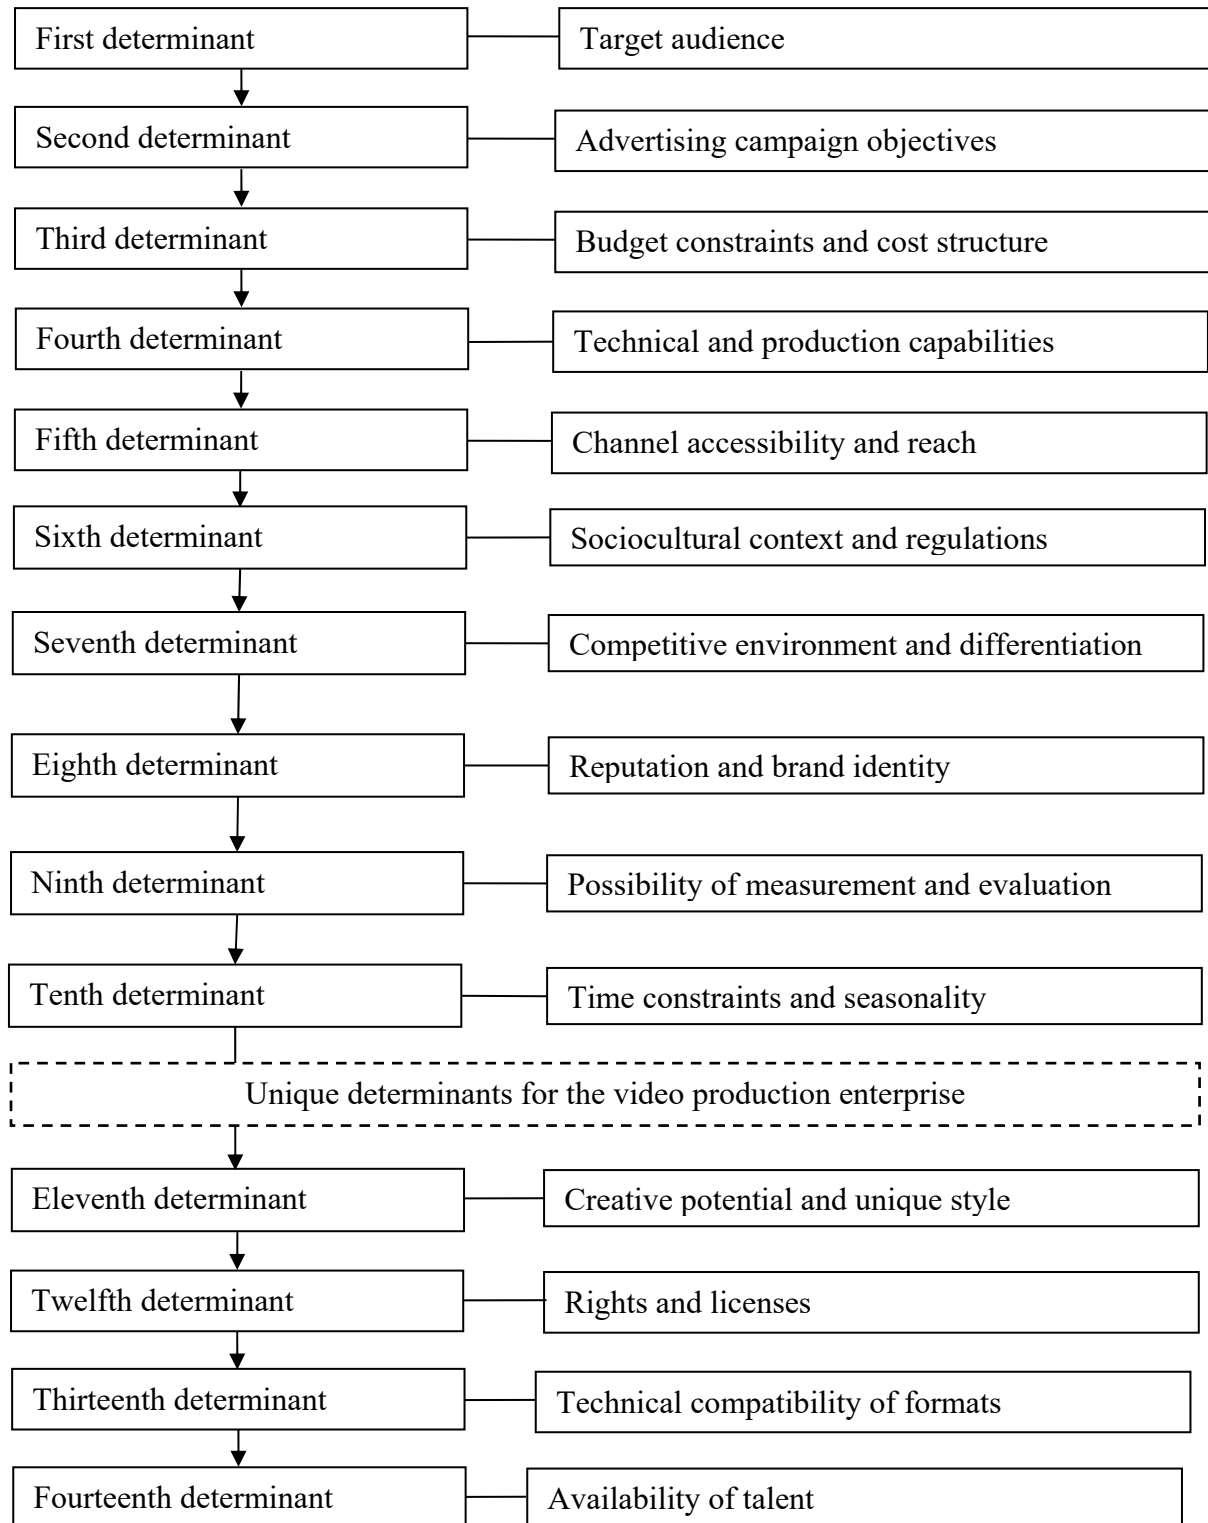 First determinant
Target audience
Second determinant
Advertising campaign objectives
Third determinant
Budget constraints and cost structure
Fourth determinant
Technical and production capabilities
Fifth determinant
Channel accessibility and reach
Sixth determinant
Sociocultural context and regulations
Seventh determinant
Competitive environment and differentiation
Eighth determinant
Reputation and brand identity
Ninth determinant
Possibility of measurement and evaluation
Tenth determinant
Time constraints and seasonality
Unique determinants for the video production enterprise
Eleventh determinant
Creative potential and unique style
Twelfth determinant
Rights and licenses
Thirteenth determinant
Technical compatibility of formats
Fourteenth determinant
Availability of talent